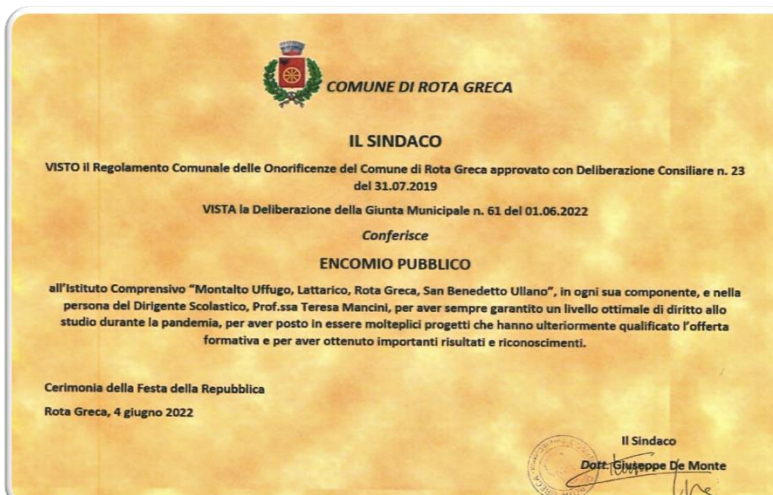 COMUNE DI ROTA GRECA
IL SINDACO
VISTO il Regolamento Comunale delle Onorificenze del Comune di Rota Greca approvato con Deliberazione Consiliare n. 23
del 31.07.2019
VISTA la Deliberazione della Giunta Municipale n. 61 del 01.06.2022
Conferisce
ENCOMIO PUBBLICO
all'Istituto Comprensivo "Montalto Uffugo, Lattarico, Rota Greca, San Benedetto Ullano", in ogni sua componente, e nella
persona del Dirigente Scolastico, Prof.ssa Teresa Mancini, per aver sempre garantito un livello ottimale di diritto allo
studio durante la pandemia, per aver posto in essere molteplici progetti che hanno ulteriormente qualificato l'offerta
formativa e per aver ottenuto importanti risultati e riconoscimenti.
Cerimonia della Festa della Repubblica
Rota Greca, 4 giugno 2022
Il Sindaco
Dott. Giuseppe De Monte